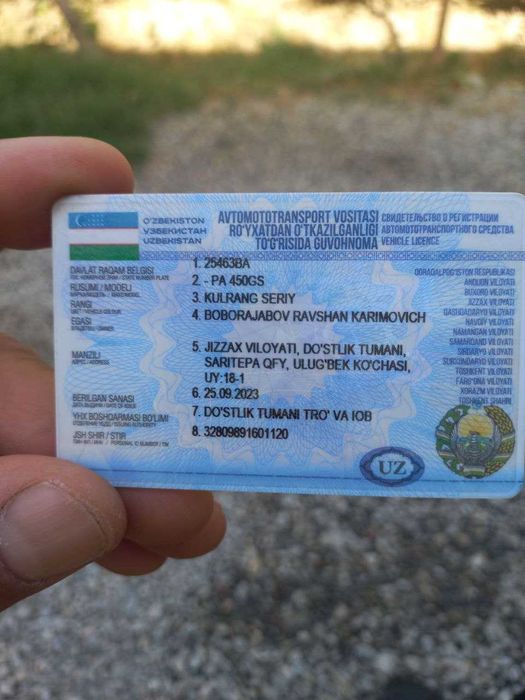 O'ZBEKISTON
УЗБЕКИСТАН
UZBEKISTAN
AVTOMOTOTRANSPORT VOSITASI
RO'YXATDAN O'TKAZILGANLIGI
TO'G'RISIDA GUVOHNOMA
СВИДЕТЕЛЬСТВО О РЕГИСТРАЦИИ
АВТОМОТОТРАНСПОРТНОГО СРЕДСТВА
VEHICLE LICENCE
DAVLAT RAQAM BELGISI
1. 25463BA
RUSUMI / MODELI
2. - PA 450GS
RANGI
3. KULRANG SERIY
EGASI
4. BOBORAJABOV RAVSHAN KARIMOVICH
MANZILI
5. JIZZAX VILOYATI, DO'STLIK TUMANI,
SARITEPA QFY, ULUG'BEK KO'CHASI,
UY:18-1
BERILGAN SANASI
6. 25.09.2023
YHX BOSHQARMASI BO'LIMI
7. DO'STLIK TUMANI TRO' VA IOB
JSH SHIR / STIR
8. 32809891601120
QORAQALPOG'ISTON RESPUBLIKASI
ANDIJON VILOYATI
BUXORO VILOYATI
JIZZAX VILOYATI
QASHQADARYO VILOYATI
NAVOIY VILOYATI
NAMANGAN VILOYATI
SAMARQAND VILOYATI
SIRDARYO VILOYATI
SURXONDARYO VILOYATI
TOSHKENT VILOYATI
FARG'ONA VILOYATI
XORAZM VILOYATI
TOSHKENT SHAHRI
UZ